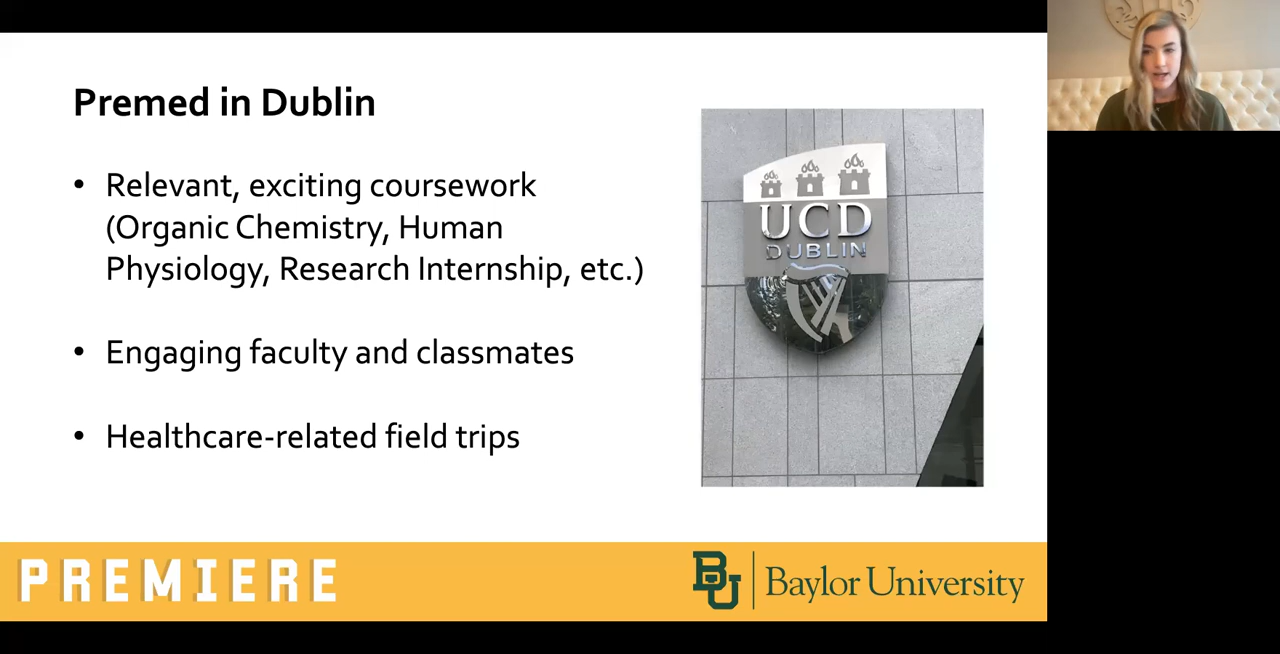 Premed in Dublin
• Relevant, exciting coursework
(Organic Chemistry, Human
Physiology, Research Internship, etc.)
• Engaging faculty and classmates
• Healthcare-related field trips
UCD
DUBLIN
PREMIERE
BU | Baylor University